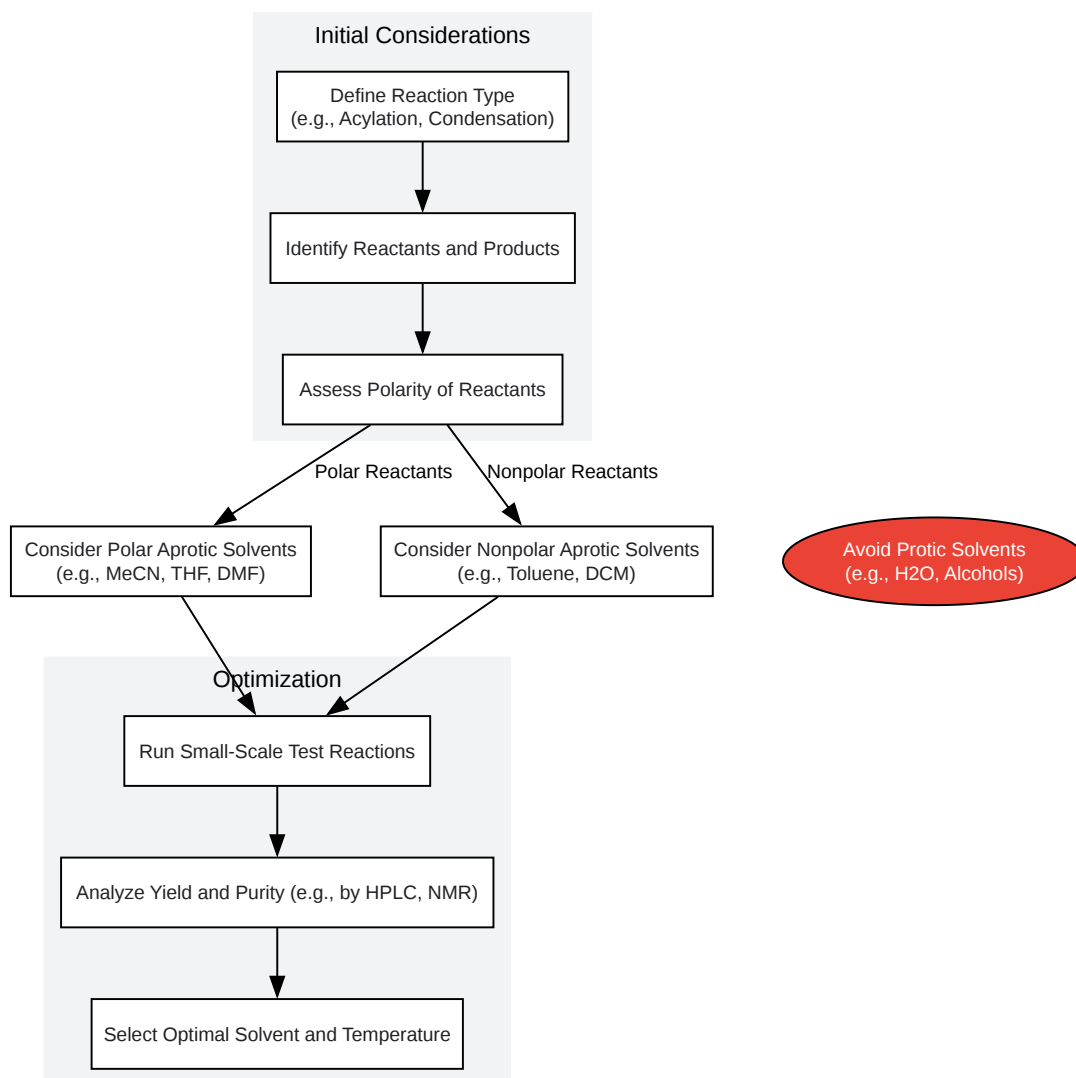 Initial Considerations
Define Reaction Type
(e.g., Acylation, Condensation)
Identify Reactants and Products
Assess Polarity of Reactants
Polar Reactants
Nonpolar Reactants
Consider Polar Aprotic Solvents
(e.g., MeCN, THF, DMF)
Consider Nonpolar Aprotic Solvents
(e.g., Toluene, DCM)
Avoid Protic Solvents
(e.g., H2O, Alcohols)
Optimization
Run Small-Scale Test Reactions
Analyze Yield and Purity (e.g., by HPLC, NMR)
Select Optimal Solvent and Temperature